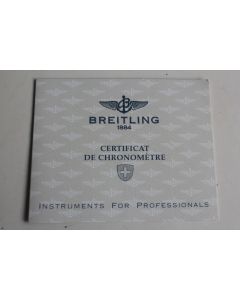 BREITLING
1884
CERTIFICAT
DE CHRONOMÈTRE
INSTRUMENTS FOR PROFESSIONALS